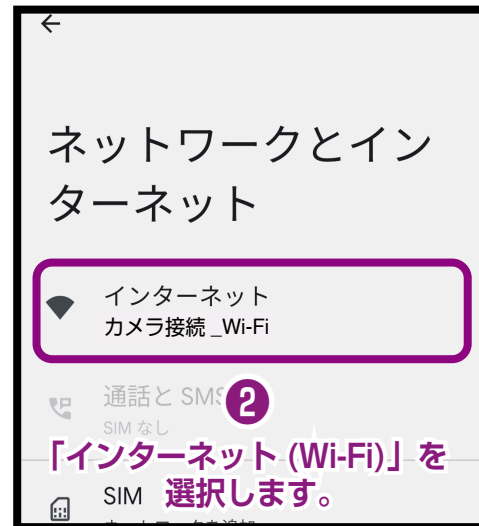 ネットワークとイン
ターネット
インターネット
カメラ接続 _Wi-Fi
通話と SMS
❷
SIM なし
「インターネット (Wi-Fi)」を
SIM
選択します。